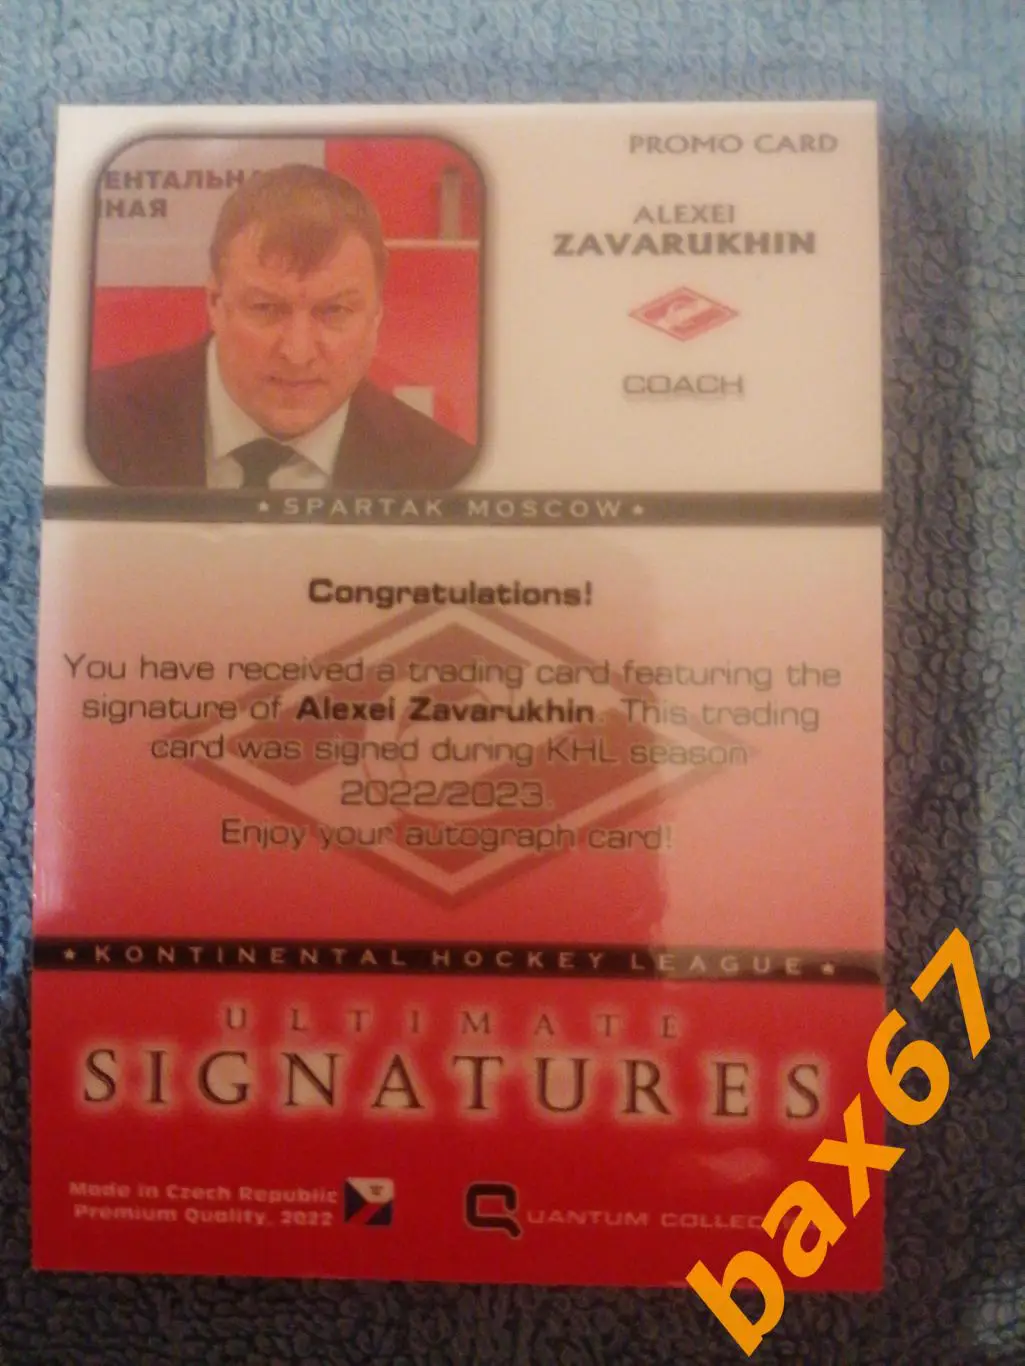 ЕНТАЛЬНА
НАЯ
PROMO CARD
ALEXEI
ZAVARUKHIN
COACH
★ SPARTAK MOSCOW ★
Congratulations!
You have received a trading card featuring the
signature of Alexei Zavarukhin. This trading
card was signed during KHL season
2022/2023.
Enjoy your autograph card!
★ KONTINENTAL HOCKEY LEAGUE ★
ULTIMATE
SIGNATURES
Made in Czech Republic
Premium Quality, 2022
QUANTUM
bax67